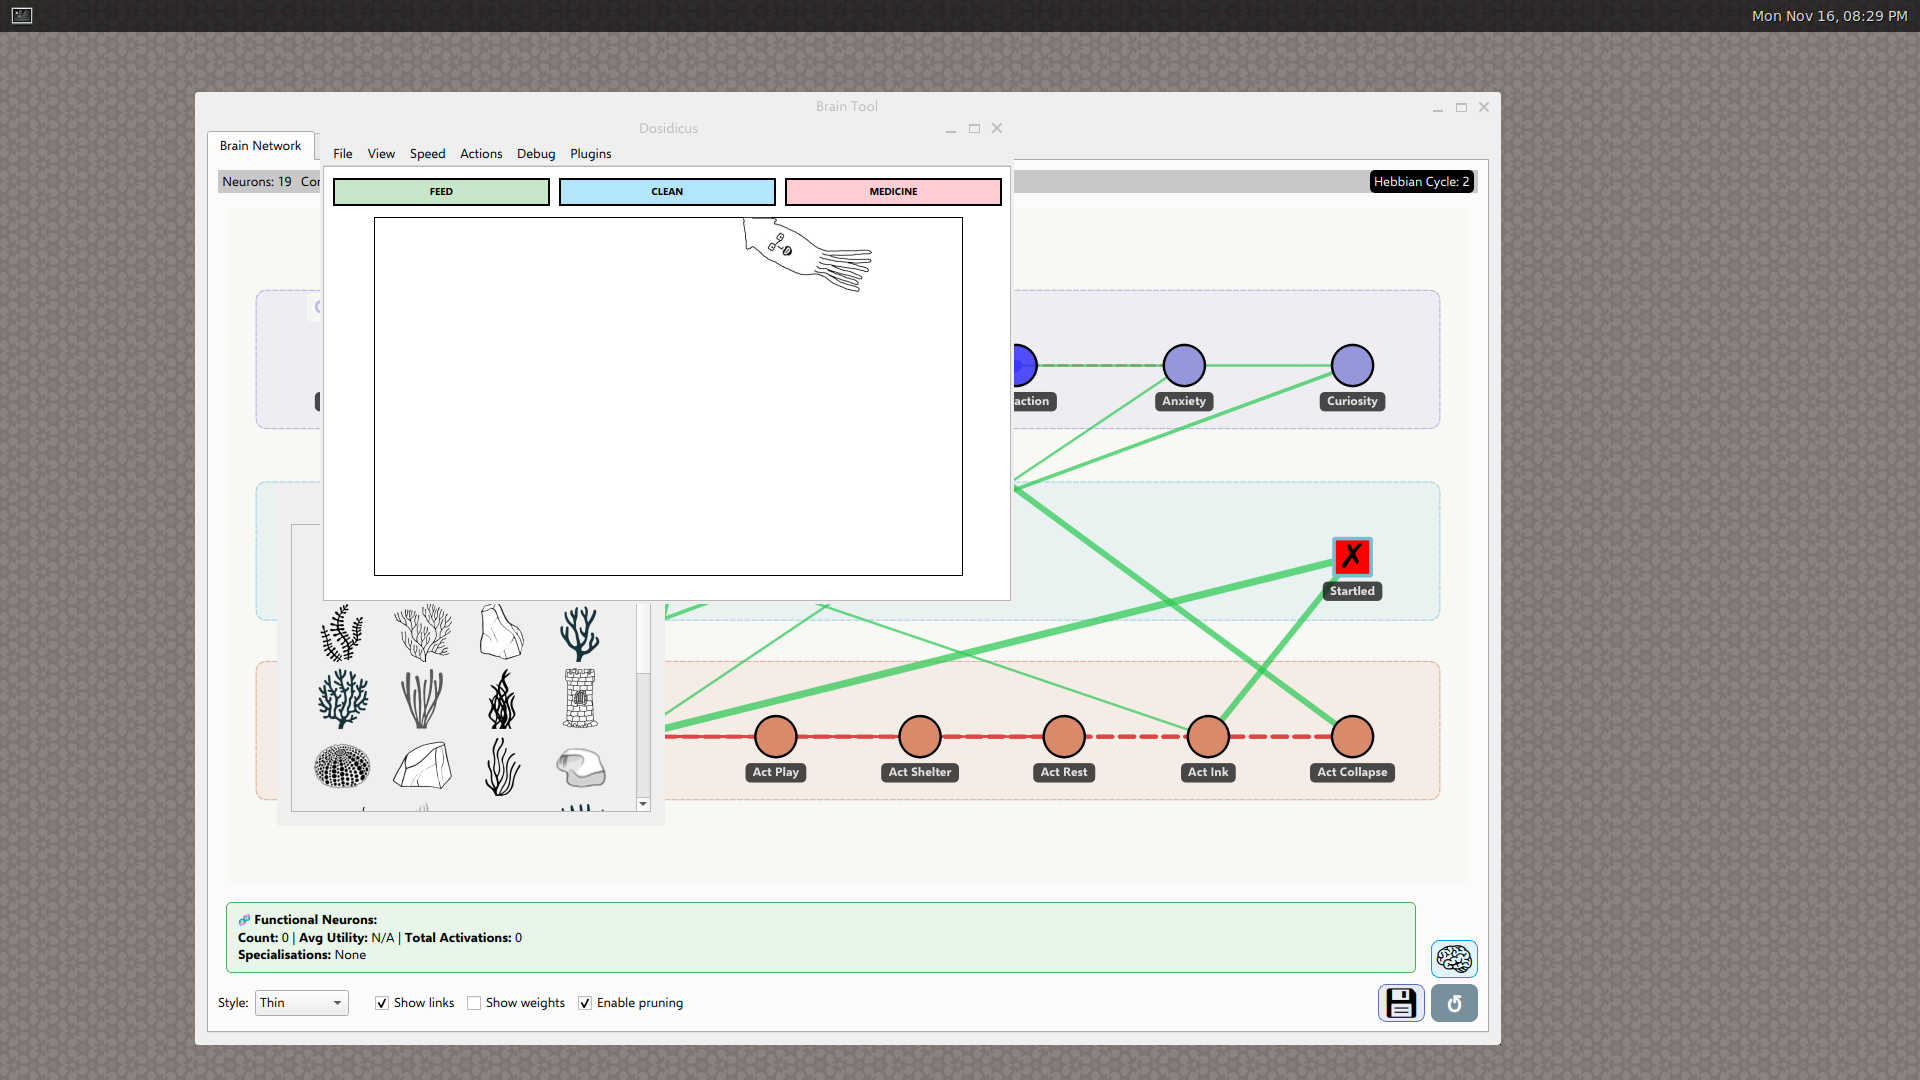 Mon Nov 16, 08:29 PM
Brain Tool
Dosidicus
Brain Network
File View Speed Actions Debug Plugins
Neurons: 19
Hebbian Cycle: 2
FEED CLEAN MEDICINE
action Anxiety Curiosity
Startled
Act Play Act Shelter Act Rest Act Ink Act Collapse
Functional Neurons:
Count: 0 | Avg Utility: N/A | Total Activations: 0
Specialisations: None
Style: Thin Show links Show weights Enable pruning